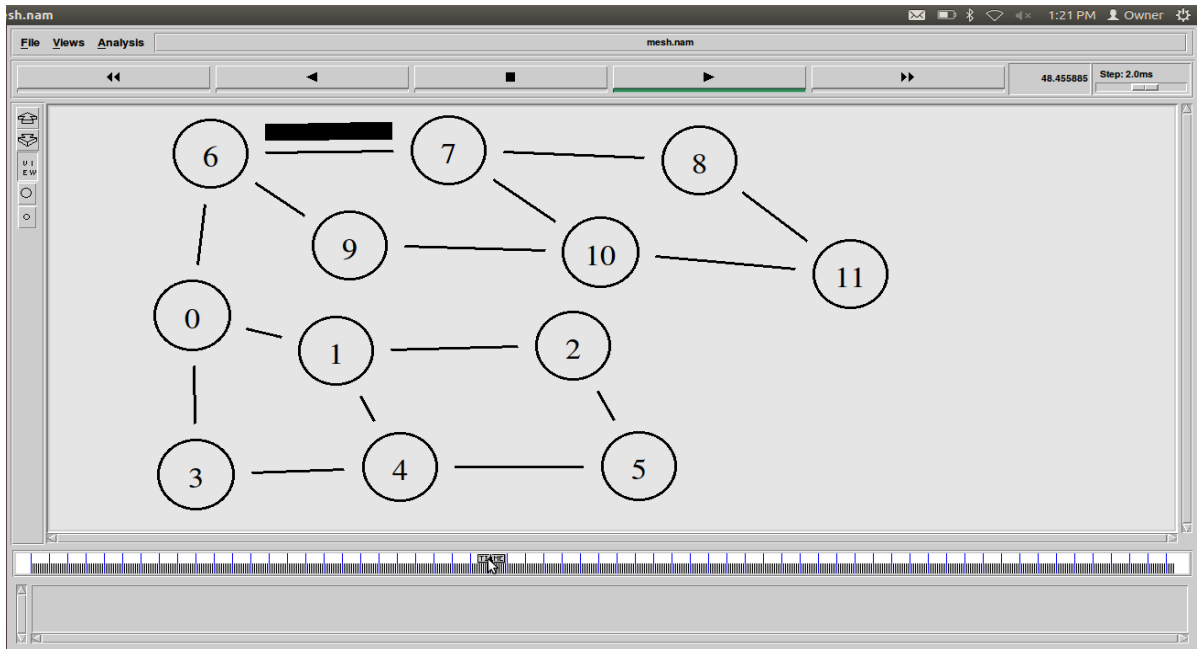 sh.nam
1:21 PM Owner
File Views Analysis mesh.nam
48.455885 Step: 2.0ms
V I
E W
6 7 8
9 10 11
0 1 2
3 4 5
TIME